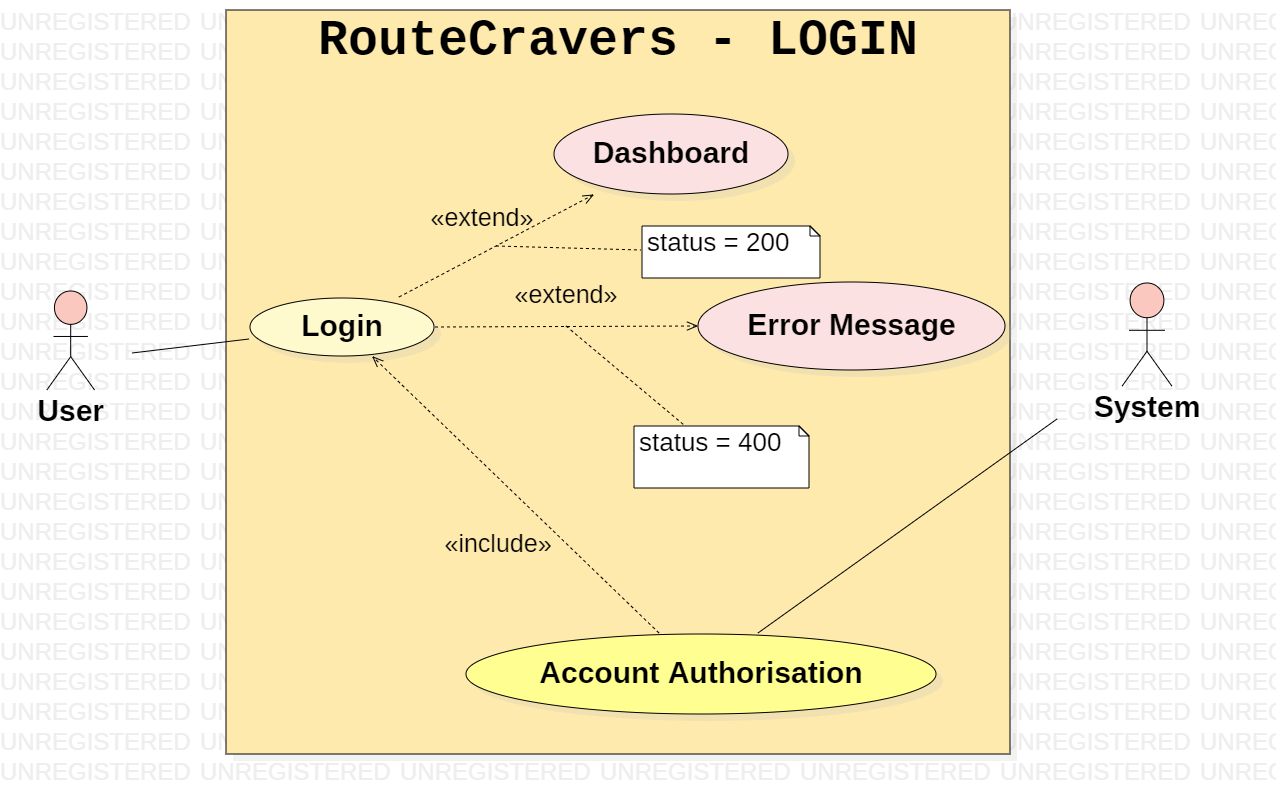 RouteCravers - LOGIN
Dashboard
«extend»
status = 200
«extend»
Login
Error Message
User
System
status = 400
«include»
Account Authorisation
UNREGISTERED UNREGISTERED UNREGISTERED UNREGISTERED UNREGISTERED UNREGISTERED